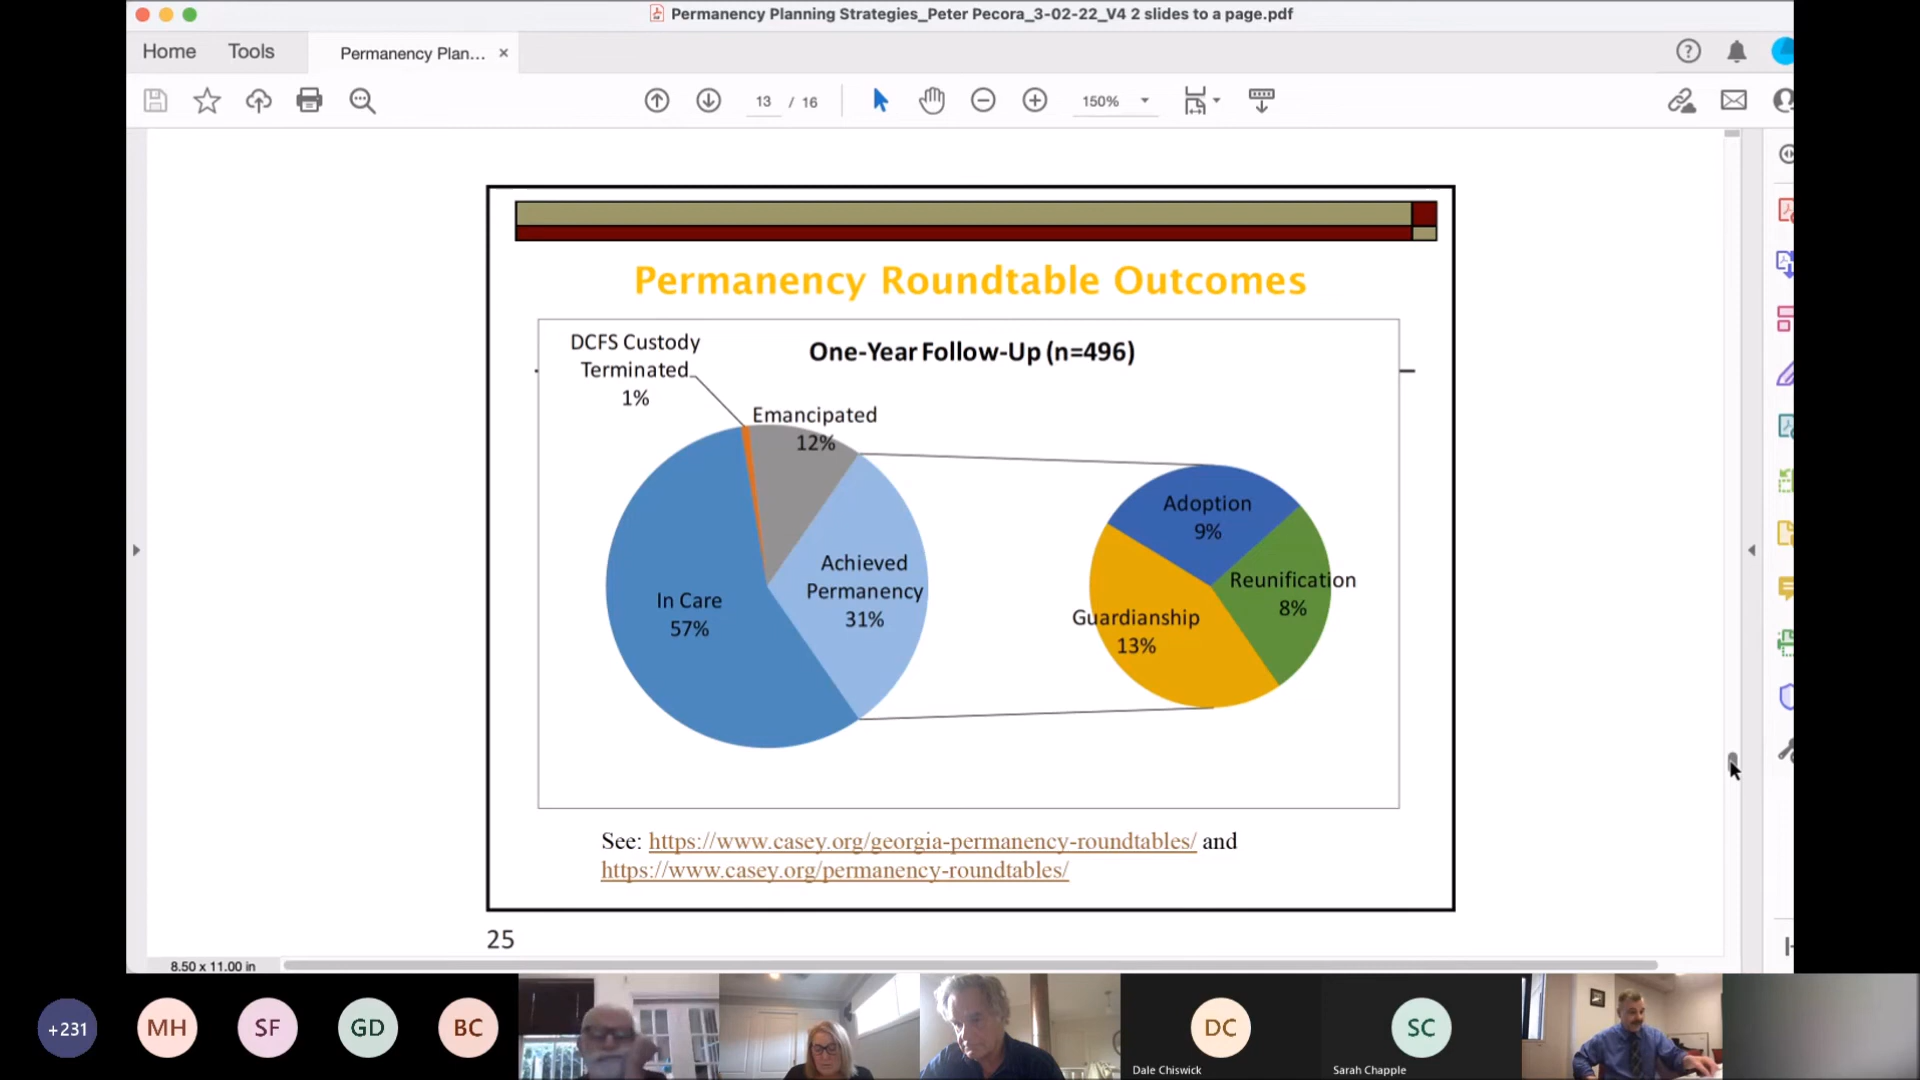 Permanency Planning Strategies_Peter Pecora_3-02-22_V4 2 slides to a page.pdf
Home Tools Permanency Plan... ×
13 / 16 150%
Permanency Roundtable Outcomes
One-Year Follow-Up (n=496)
DCFS Custody
Terminated
1%
Emancipated
12%
Achieved
Permanency
31%
In Care
57%
Adoption
9%
Reunification
8%
Guardianship
13%
See: https://www.casey.org/georgia-permanency-roundtables/ and
https://www.casey.org/permanency-roundtables/
25
8.50 x 11.00 in
+231 MH SF GD BC DC SC
Dale Chiswick
Sarah Chapple